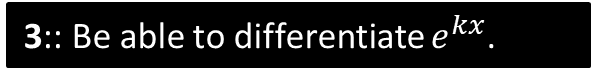 3:: Be able to differentiate $e^{kx}$.